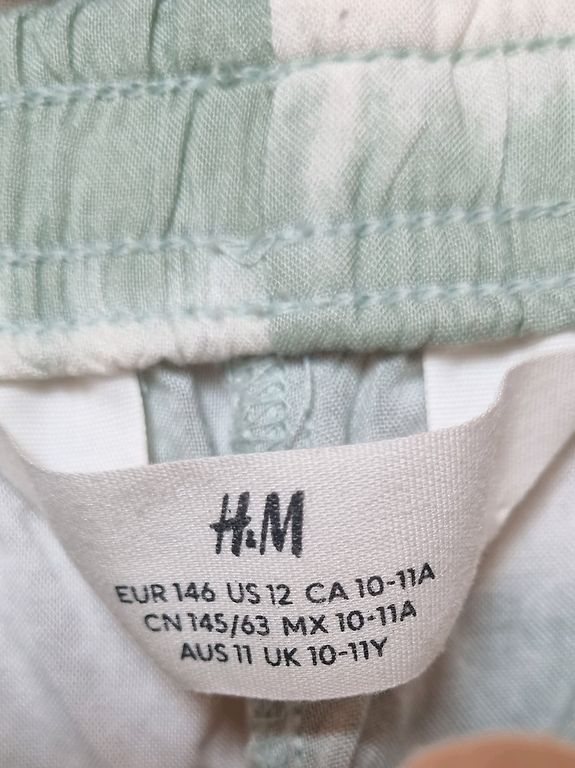 H&M
EUR 146 US 12 CA 10-11A
CN 145/63 MX 10-11A
AUS 11 UK 10-11Y